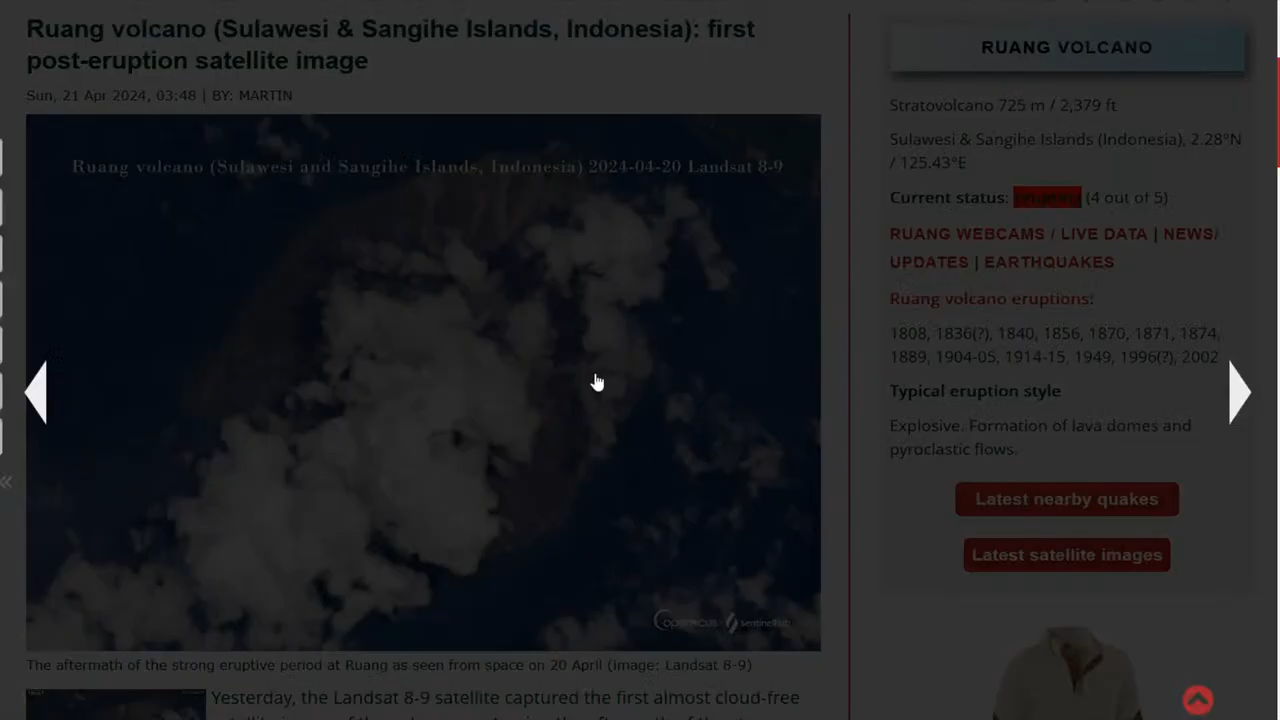 Ruang volcano (Sulawesi & Sangihe Islands, Indonesia): first
post-eruption satellite image
Sun, 21 Apr 2024, 03:48 | BY: MARTIN
Ruang volcano (Sulawesi and Sangihe Islands, Indonesia) 2024-04-20 Landsat 8-9
sentinelhub
The aftermath of the strong eruptive period at Ruang as seen from space on 20 April (image: Landsat 8-9)
Yesterday, the Landsat 8-9 satellite captured the first almost cloud-free
RUANG VOLCANO
Stratovolcano 725 m / 2,379 ft
Sulawesi & Sangihe Islands (Indonesia), 2.28°N
/ 125.43°E
Current status: (4 out of 5)
RUANG WEBCAMS / LIVE DATA | NEWS/
UPDATES | EARTHQUAKES
Ruang volcano eruptions:
1808, 1836(?), 1840, 1856, 1870, 1871, 1874,
1889, 1904-05, 1914-15, 1949, 1996(?), 2002
Typical eruption style
Explosive. Formation of lava domes and
pyroclastic flows.
Latest nearby quakes
Latest satellite images